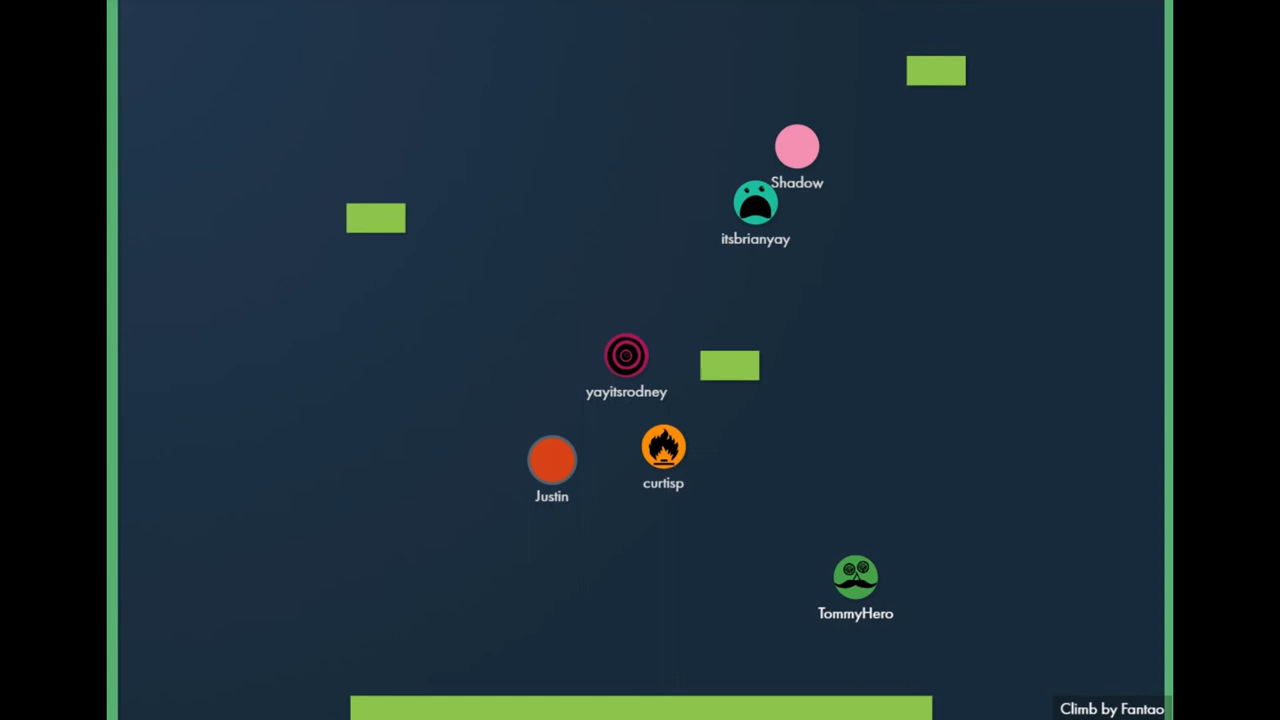 Shadow
itsbrianyay
yayitsrodney
curtisp
Justin
TommyHero
Climb by Fantao